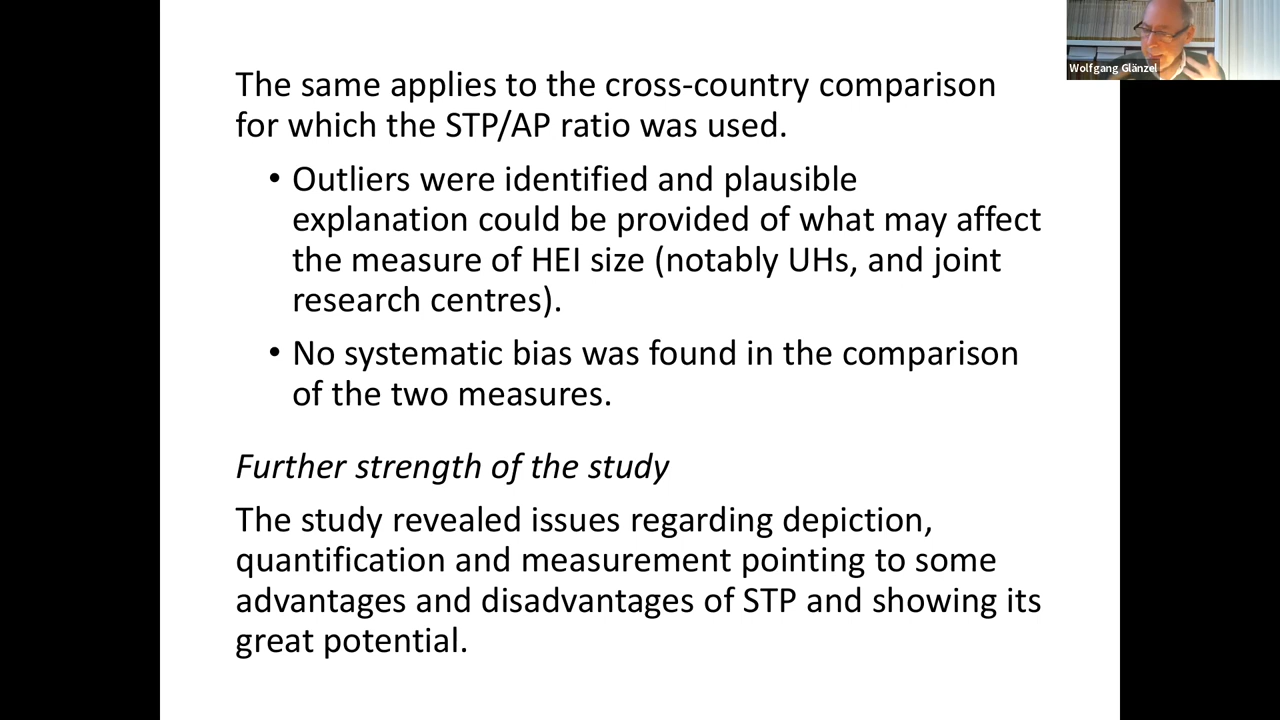 Wolfgang Glänzel
The same applies to the cross-country comparison
for which the STP/AP ratio was used.
• Outliers were identified and plausible
explanation could be provided of what may affect
the measure of HEI size (notably UHs, and joint
research centres).
• No systematic bias was found in the comparison
of the two measures.
Further strength of the study
The study revealed issues regarding depiction,
quantification and measurement pointing to some
advantages and disadvantages of STP and showing its
great potential.